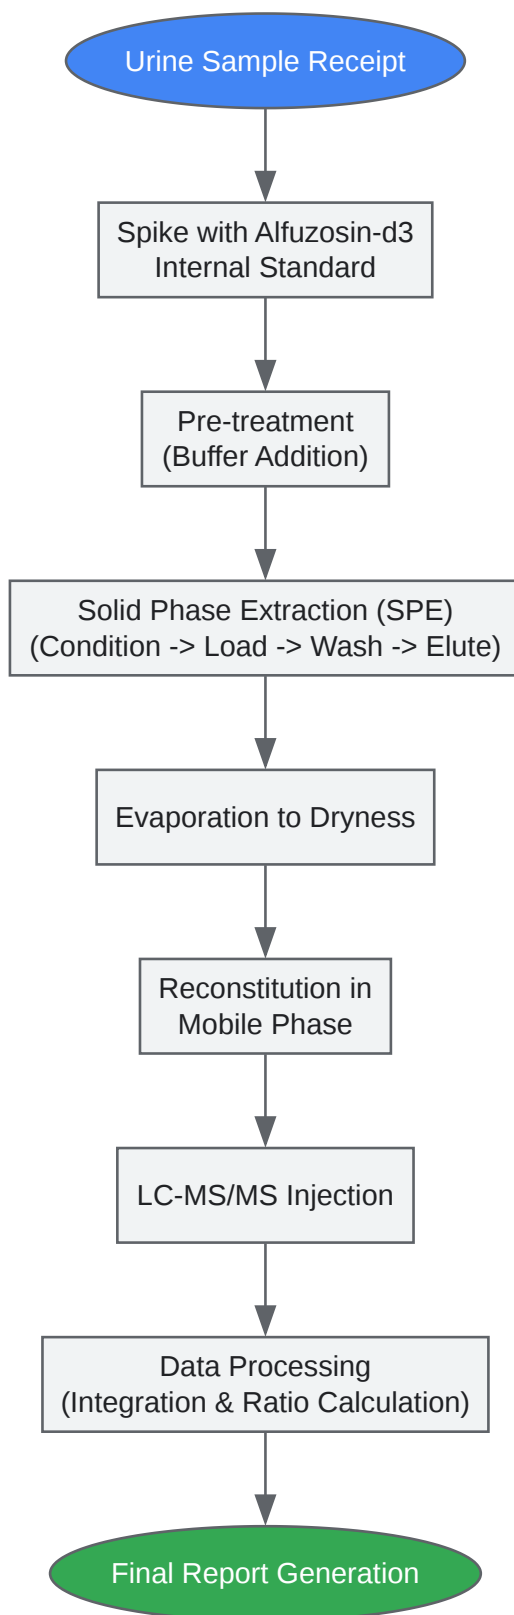 Urine Sample Receipt
Spike with Alfuzosin-d3
Internal Standard
Pre-treatment
(Buffer Addition)
Solid Phase Extraction (SPE)
(Condition -> Load -> Wash -> Elute)
Evaporation to Dryness
Reconstitution in
Mobile Phase
LC-MS/MS Injection
Data Processing
(Integration & Ratio Calculation)
Final Report Generation